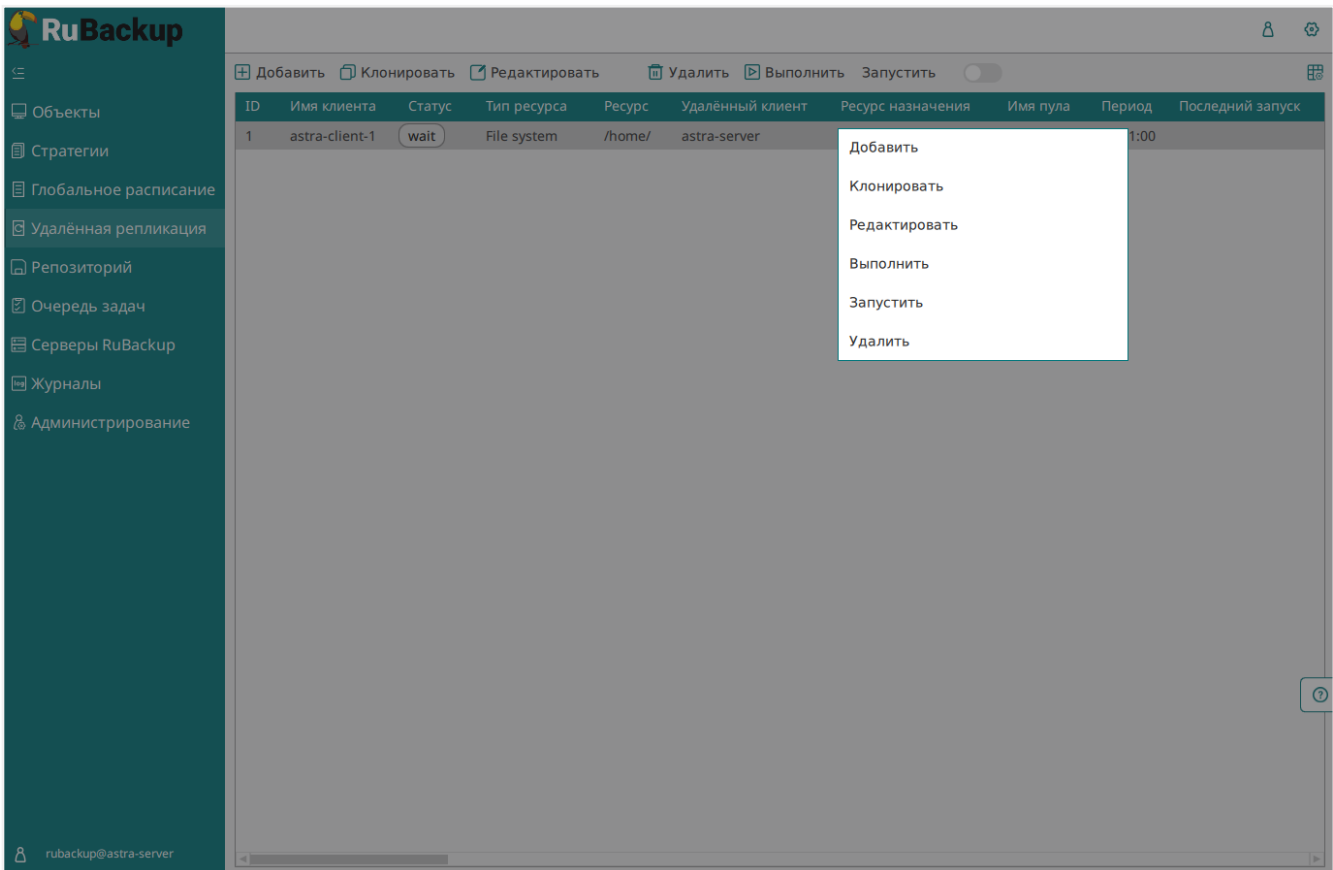 RuBackup
Добавить Клонировать Редактировать Удалить Выполнить Запустить
Объекты
Стратегии
Глобальное расписание
Удалённая репликация
Репозиторий
Очередь задач
Серверы RuBackup
Журналы
Администрирование
rubackup@astra-server
ID Имя клиента Статус Тип ресурса Ресурс Удалённый клиент Ресурс назначения Имя пула Период Последний запуск
1 astra-client-1 wait File system /home/ astra-server 1:00
Добавить
Клонировать
Редактировать
Выполнить
Запустить
Удалить